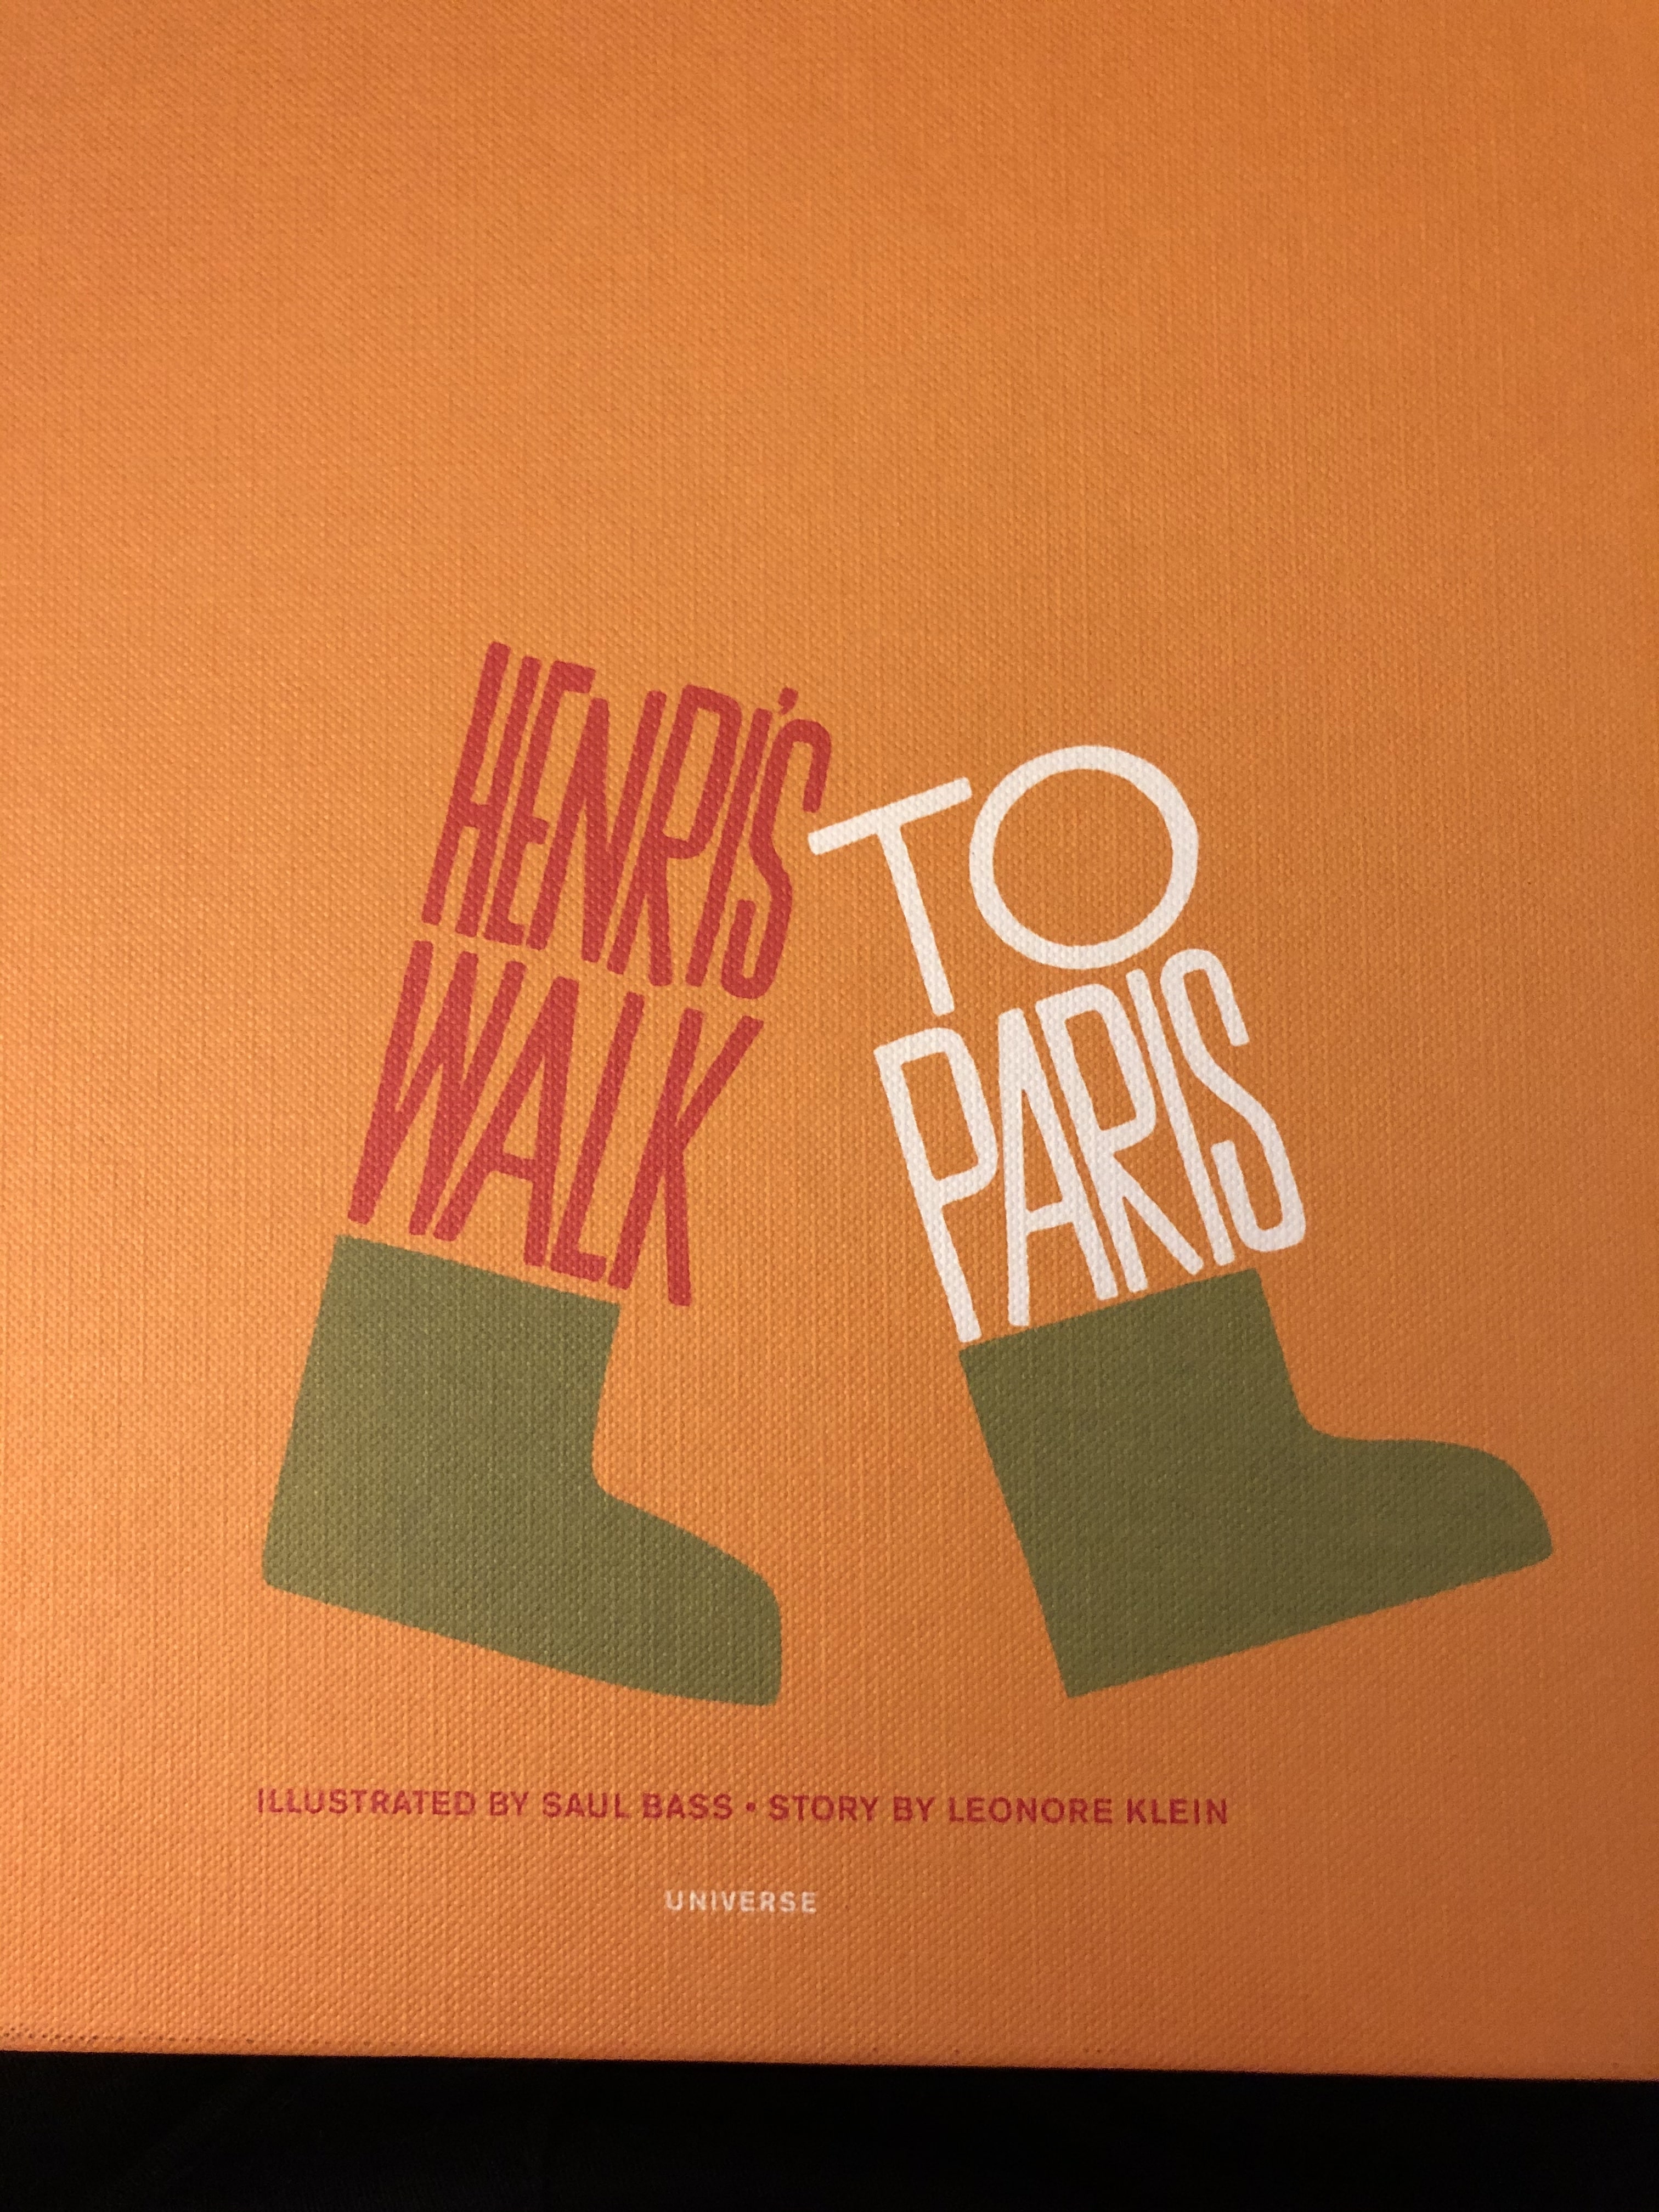 HENRI'S
WALK
TO
PARIS
ILLUSTRATED BY SAUL BASS • STORY BY LEONORE KLEIN
UNIVERSE